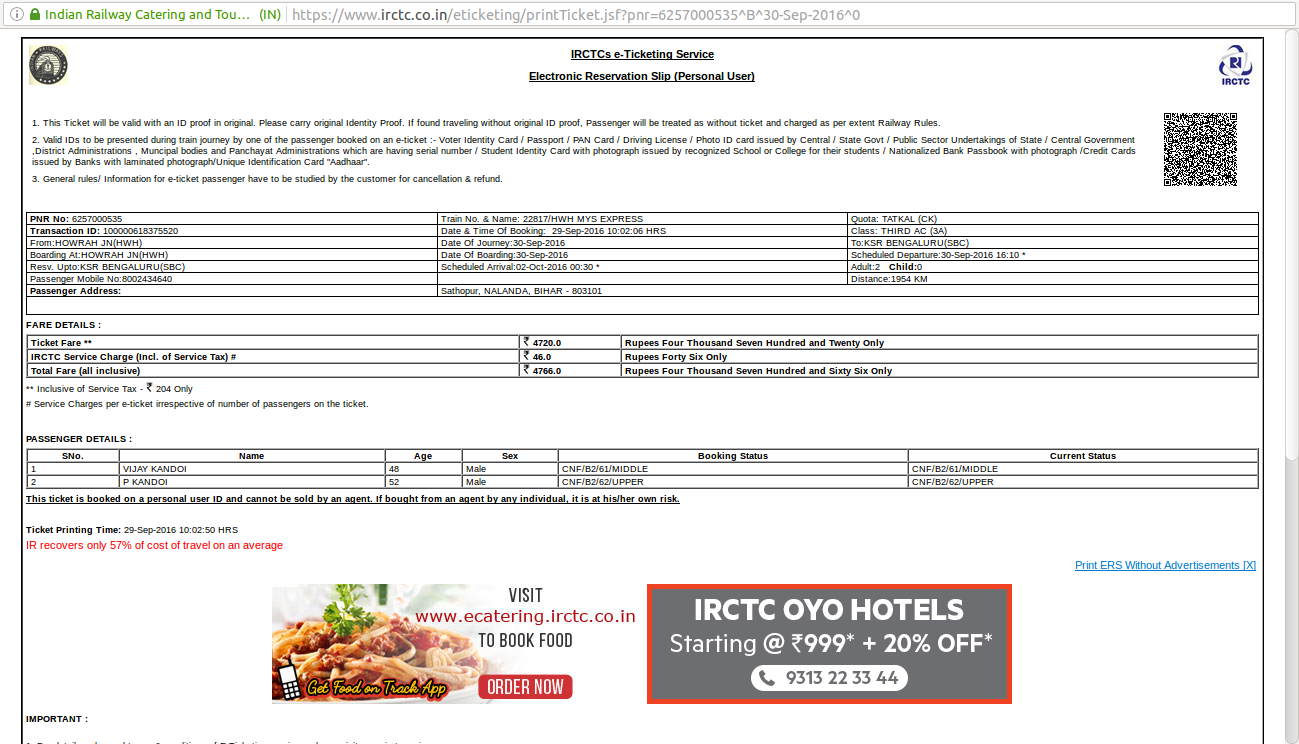 Indian Railway Catering and Tou... (IN) https://www.irctc.co.in/eticketing/printTicket.jsf?pnr=6257000535^B^30-Sep-2016^0
IRCTCs e-Ticketing Service
Electronic Reservation Slip (Personal User)
IRCTC
1. This Ticket will be valid with an ID proof in original. Please carry original Identity Proof. If found traveling without original ID proof, Passenger will be treated as without ticket and charged as per extent Railway Rules.
2. Valid IDs to be presented during train journey by one of the passenger booked on an e-ticket :- Voter Identity Card / Passport / PAN Card / Driving License / Photo ID card issued by Central / State Govt / Public Sector Undertakings of State / Central Government
,District Administrations , Muncipal bodies and Panchayat Administrations which are having serial number / Student Identity Card with photograph issued by recognized School or College for their students / Nationalized Bank Passbook with photograph /Credit Cards
issued by Banks with laminated photograph/Unique Identification Card "Aadhaar".
3. General rules/ Information for e-ticket passenger have to be studied by the customer for cancellation & refund.
PNR No: 6257000535 Train No. & Name: 22817/HWH MYS EXPRESS Quota: TATKAL (CK)
Transaction ID: 100000618375520 Date & Time Of Booking: 29-Sep-2016 10:02:06 HRS Class: THIRD AC (3A)
From:HOWRAH JN(HWH) Date Of Journey:30-Sep-2016 To:KSR BENGALURU(SBC)
Boarding At:HOWRAH JN(HWH) Date Of Boarding:30-Sep-2016 Scheduled Departure:30-Sep-2016 16:10 *
Resv. Upto:KSR BENGALURU(SBC) Scheduled Arrival:02-Oct-2016 00:30 * Adult:2 Child:0
Passenger Mobile No:8002434640 Distance:1954 KM
Passenger Address: Sathopur, NALANDA, BIHAR - 803101
FARE DETAILS :
Ticket Fare ** ₹ 4720.0 Rupees Four Thousand Seven Hundred and Twenty Only
IRCTC Service Charge (Incl. of Service Tax) # ₹ 46.0 Rupees Forty Six Only
Total Fare (all inclusive) ₹ 4766.0 Rupees Four Thousand Seven Hundred and Sixty Six Only
** Inclusive of Service Tax - ₹ 204 Only
# Service Charges per e-ticket irrespective of number of passengers on the ticket.
PASSENGER DETAILS :
SNo. Name Age Sex Booking Status Current Status
1 VIJAY KANDOI 48 Male CNF/B2/61/MIDDLE CNF/B2/61/MIDDLE
2 P KANDOI 52 Male CNF/B2/62/UPPER CNF/B2/62/UPPER
This ticket is booked on a personal user ID and cannot be sold by an agent. If bought from an agent by any individual, it is at his/her own risk.
Ticket Printing Time: 29-Sep-2016 10:02:50 HRS
IR recovers only 57% of cost of travel on an average
Print ERS Without Advertisements [X]
VISIT
www.ecatering.irctc.co.in
TO BOOK FOOD
Get Food on Track App
ORDER NOW
IRCTC OYO HOTELS
Starting @ ₹999* + 20% OFF*
9313 22 33 44
IMPORTANT :